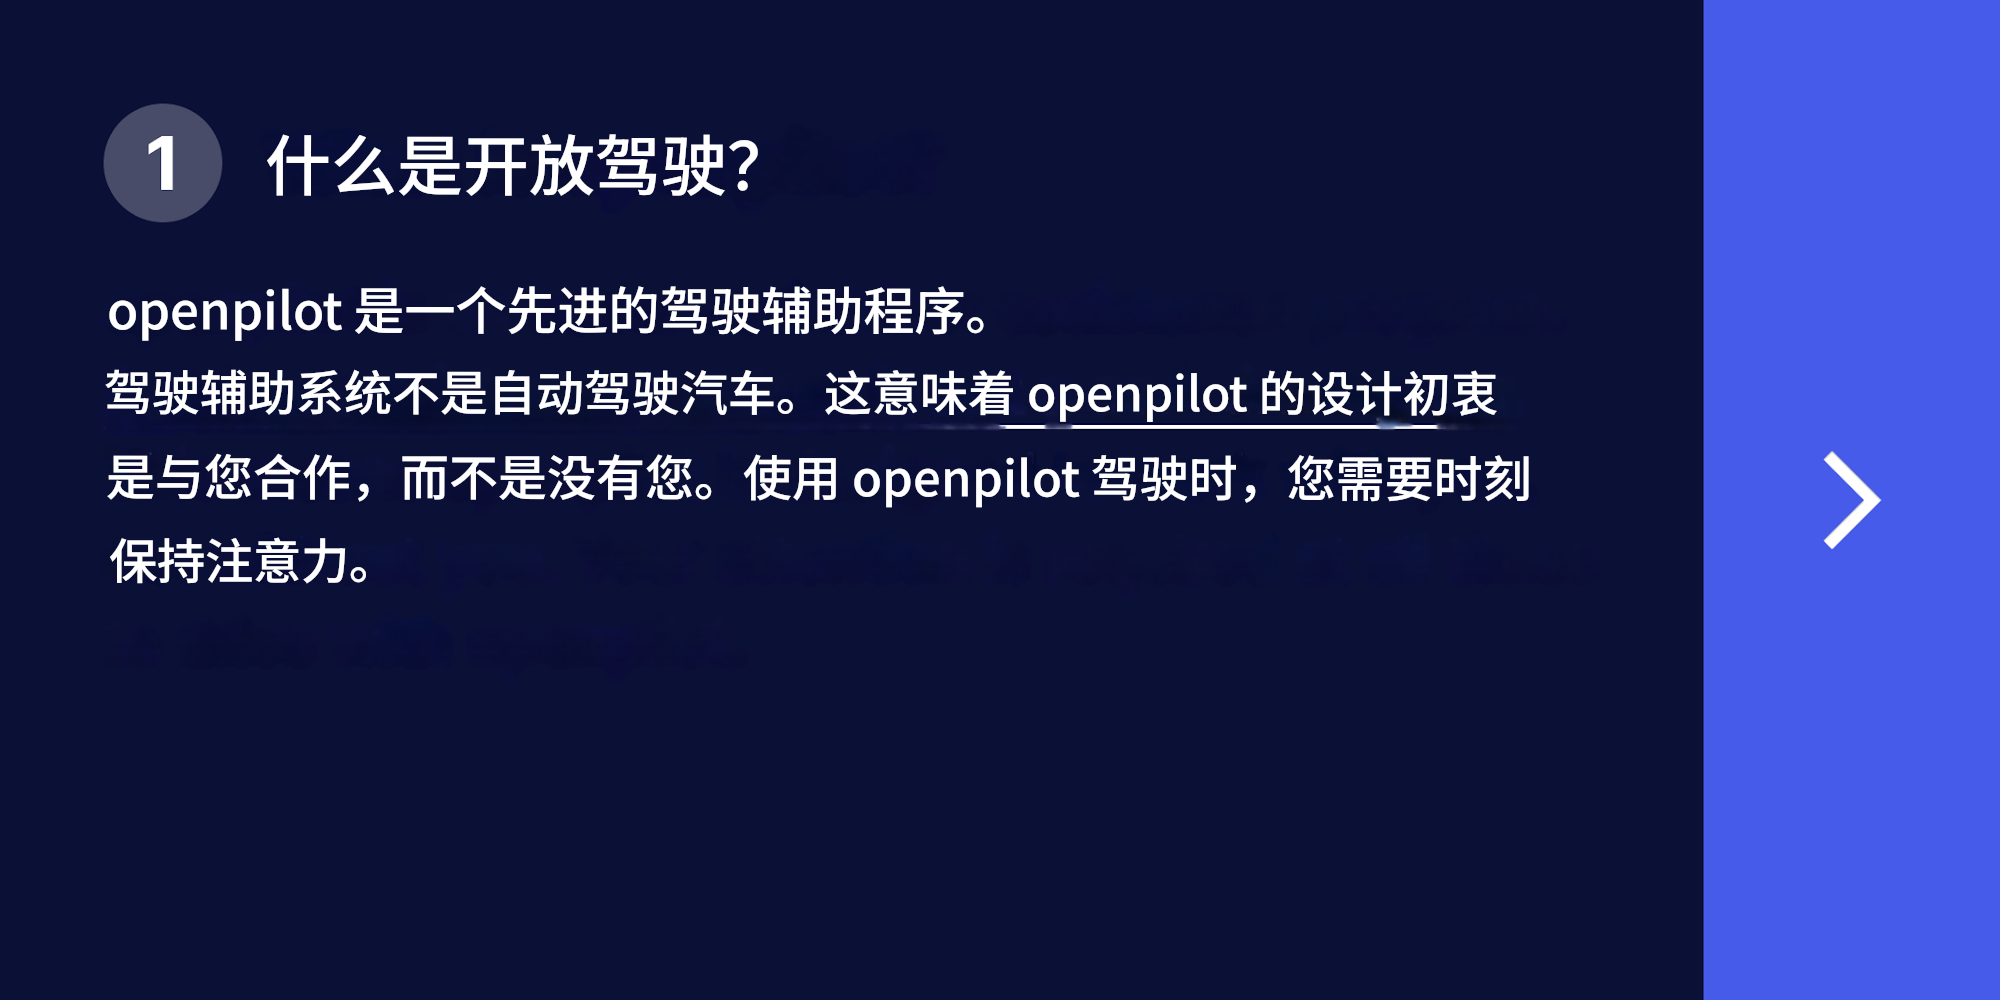 1 什么是开放驾驶？
openpilot 是一个先进的驾驶辅助程序。
驾驶辅助系统不是自动驾驶汽车。这意味着 openpilot 的设计初衷
是与您合作，而不是没有您。使用 openpilot 驾驶时，您需要时刻
保持注意力。